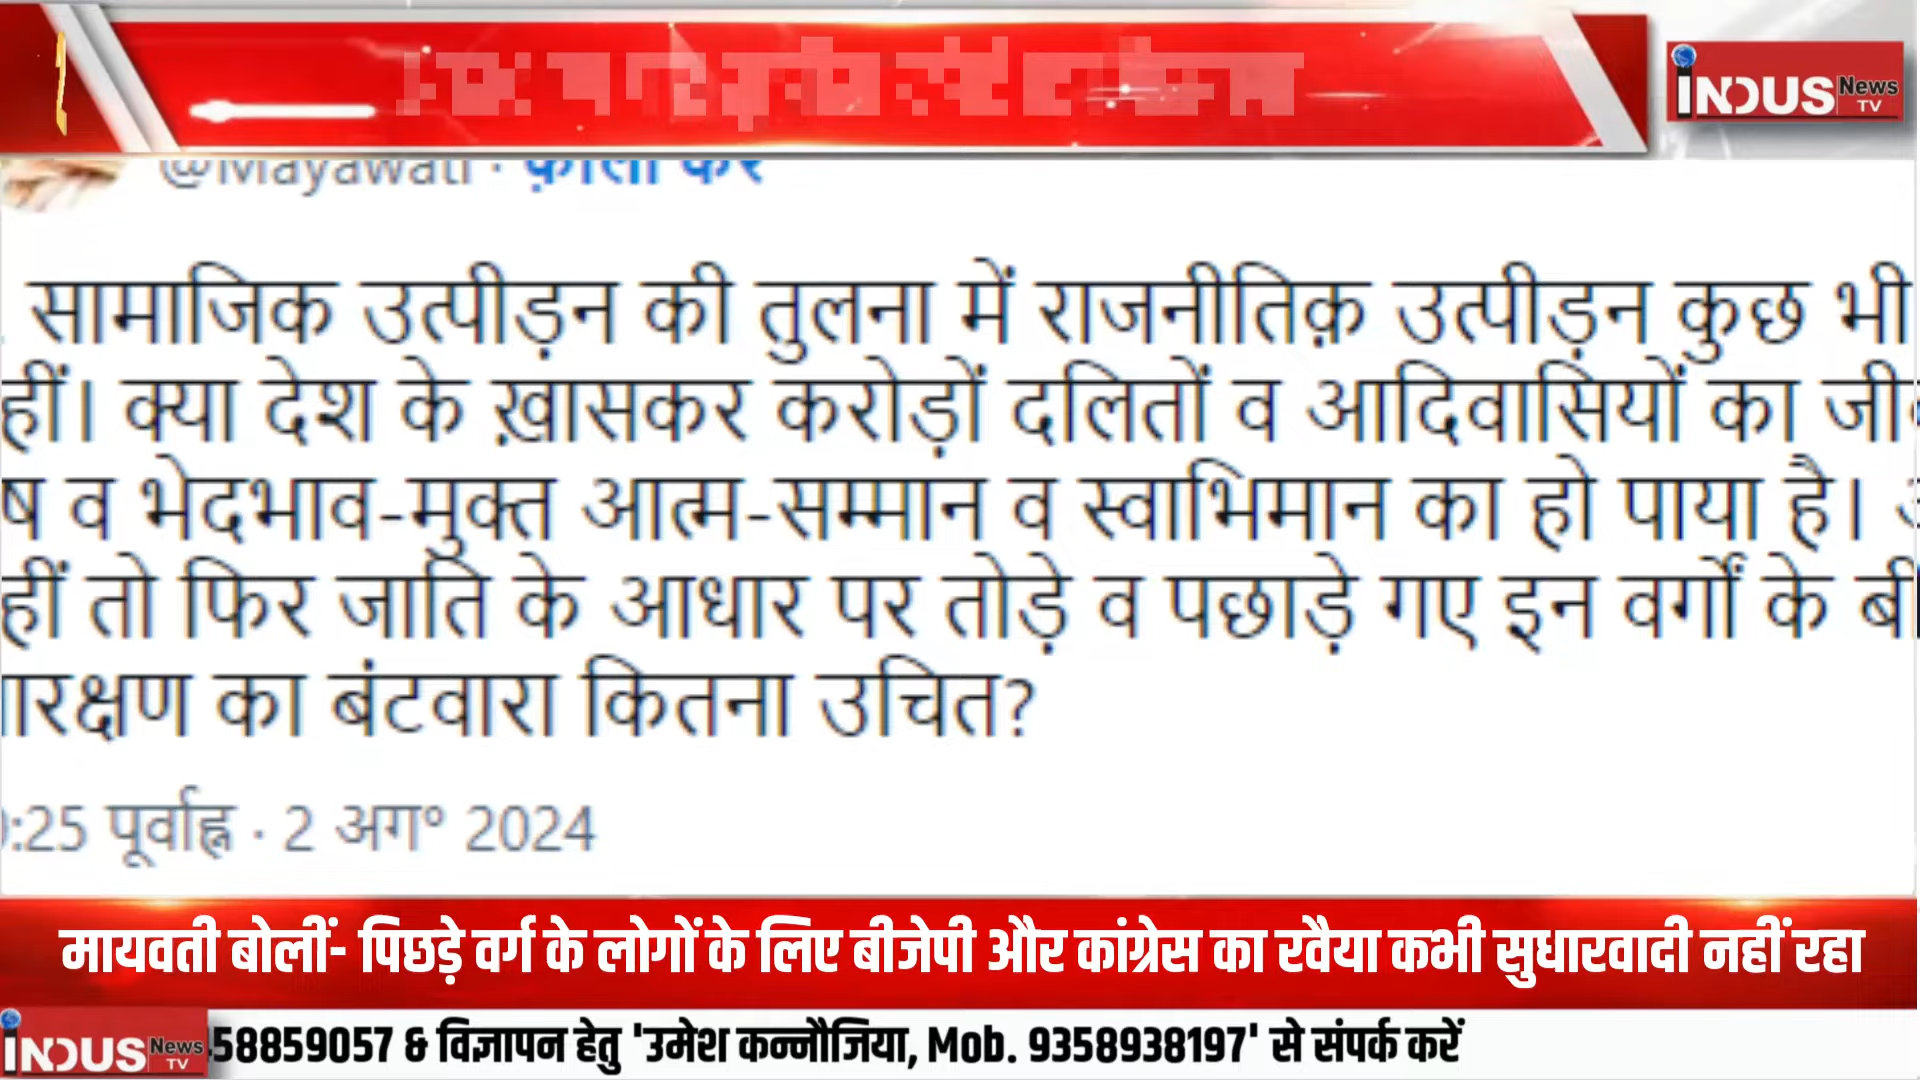 iNDUS News TV
@Mayawati · फ़ॉलो करें
सामाजिक उत्पीड़न की तुलना में राजनीतिक़ उत्पीड़न कुछ भी
हीं। क्या देश के ख़ासकर करोड़ों दलितों व आदिवासियों का
ष व भेदभाव-मुक्त आत्म-सम्मान व स्वाभिमान का हो पाया है।
हीं तो फिर जाति के आधार पर तोड़े व पछाड़े गए इन वर्गों के
ारक्षण का बंटवारा कितना उचित?
:25 पूर्वाह्न · 2 अग॰ 2024
मायवती बोलीं- पिछड़े वर्ग के लोगों के लिए बीजेपी और कांग्रेस का रवैया कभी सुधारवादी नहीं रहा
iNDUS News TV
58859057 & विज्ञापन हेतु 'उमेश कन्नौजिया, Mob. 9358938197' से संपर्क करें